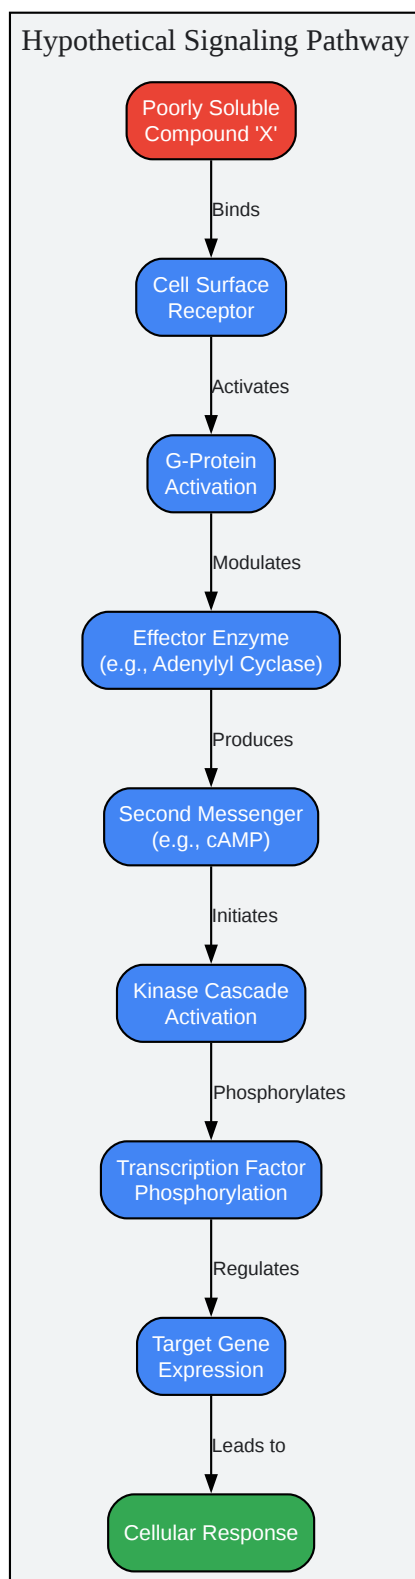 Hypothetical Signaling Pathway
Poorly Soluble
Compound 'X'
Binds
Cell Surface
Receptor
Activates
G-Protein
Activation
Modulates
Effector Enzyme
(e.g., Adenylyl Cyclase)
Produces
Second Messenger
(e.g., cAMP)
Initiates
Kinase Cascade
Activation
Phosphorylates
Transcription Factor
Phosphorylation
Regulates
Target Gene
Expression
Leads to
Cellular Response